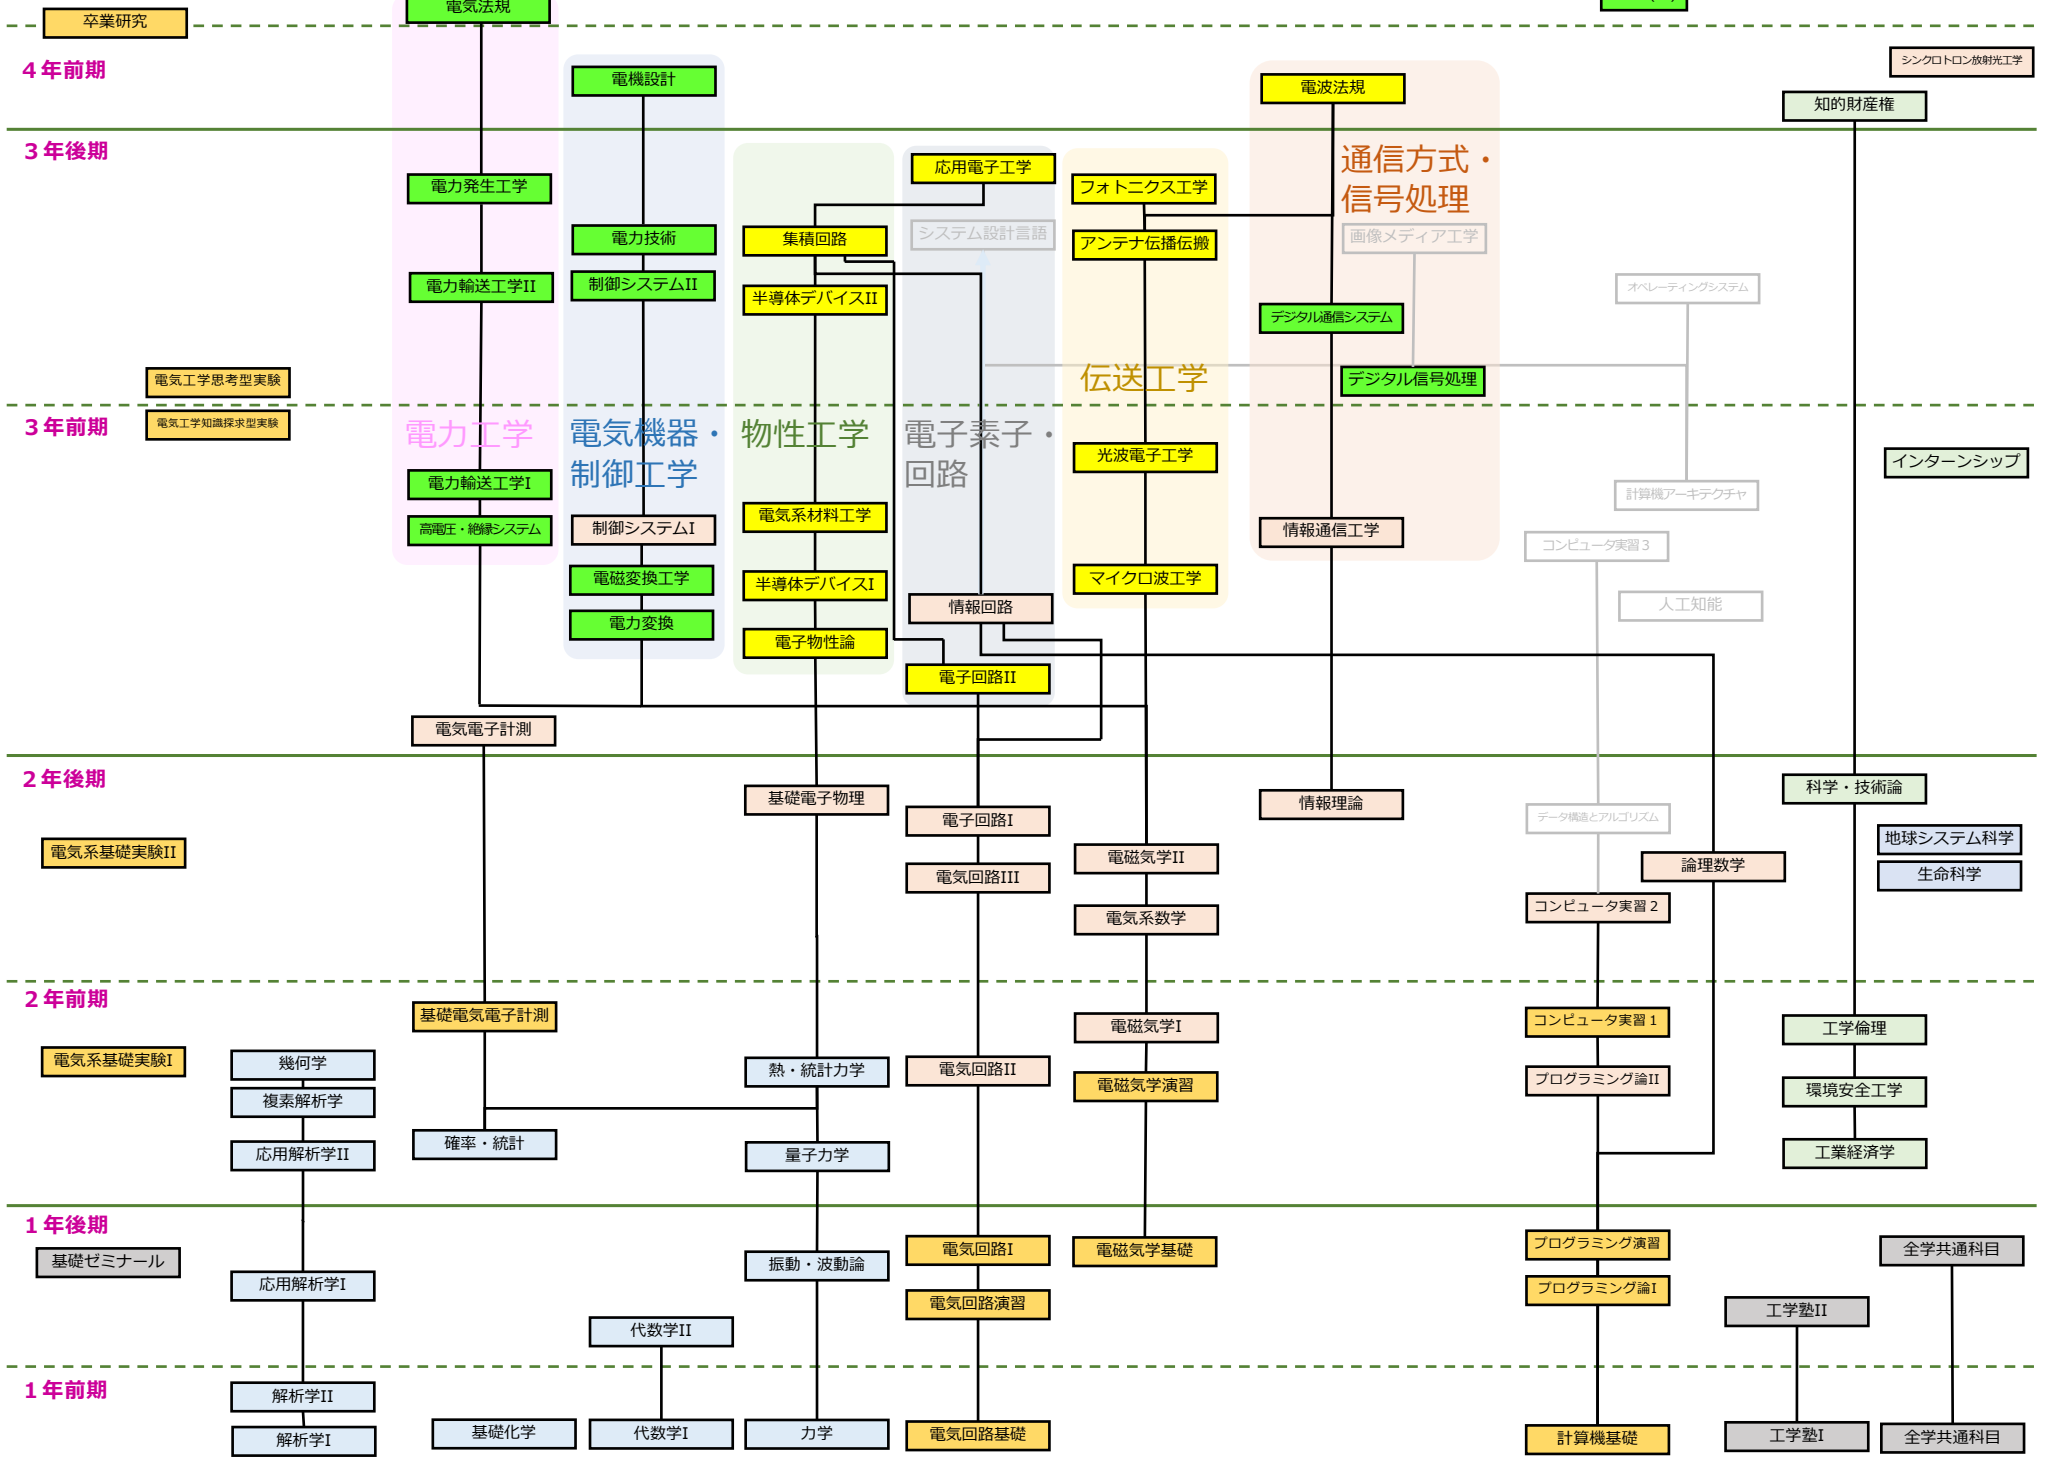 電気法規
卒業研究
４年前期
シンクロトロン放射光工学
電機設計
電波法規
知的財産権
３年後期
通信方式・
信号処理
応用電子工学
電力発生工学
フォトニクス工学
システム設計言語
画像メディア工学
電力技術
集積回路
アンテナ伝播伝搬
電力輸送工学II
制御システムII
半導体デバイスII
オペレーティングシステム
デジタル通信システム
電気工学思考型実験
伝送工学
デジタル信号処理
電気工学知識探求型実験
３年前期
電力工学
電気機器・
制御工学
物性工学
電子素子・
回路
光波電子工学
インターンシップ
電力輸送工学I
計算機アーキテクチャ
高電圧・絶縁システム
制御システムI
電気系材料工学
情報通信工学
コンピュータ実習３
電磁変換工学
半導体デバイスI
マイクロ波工学
人工知能
電力変換
情報回路
電子物性論
電子回路II
電気電子計測
２年後期
基礎電子物理
情報理論
科学・技術論
電子回路I
データ構造とアルゴリズム
電気系基礎実験II
電磁気学II
論理数学
地球システム科学
電気回路III
生命科学
電気系数学
コンピュータ実習２
２年前期
基礎電気電子計測
電磁気学I
コンピュータ実習１
工学倫理
電気系基礎実験I
幾何学
熱・統計力学
電気回路II
電磁気学演習
プログラミング論II
環境安全工学
複素解析学
確率・統計
応用解析学II
量子力学
工業経済学
１年後期
基礎ゼミナール
振動・波動論
電気回路I
電磁気学基礎
プログラミング演習
全学共通科目
応用解析学I
電気回路演習
プログラミング論I
代数学II
工学塾II
１年前期
解析学II
解析学I
基礎化学
代数学I
力学
電気回路基礎
計算機基礎
工学塾I
全学共通科目